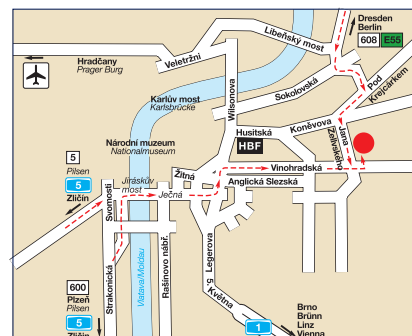 Dresden
Berlin
608 E55
Libeňský most
Hradčany
Prager Burg
Veletržní
Pod
Krejcárkem
Sokolovská
Karlův most
Karlsbrücke
Wilsonova
Husitská
Koněvova
HBF
Národní muzeum
Nationalmuseum
Jana
Želivského
5
Pilsen
5
Zličín
Jiráskův
most
Žitná
Vinohradská
Anglická Slezská
Ječná
Svornosti
Strakonická
Vltava/Moldau
Rašínovo nábř.
Legerova
5. Května
600
Plzeň
Pilsen
5
Zličín
1
Brno
Brünn
Linz
Vienna